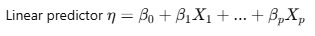 Linear predictor η = β₀ + β₁X₁ + ... + βₚXₚ